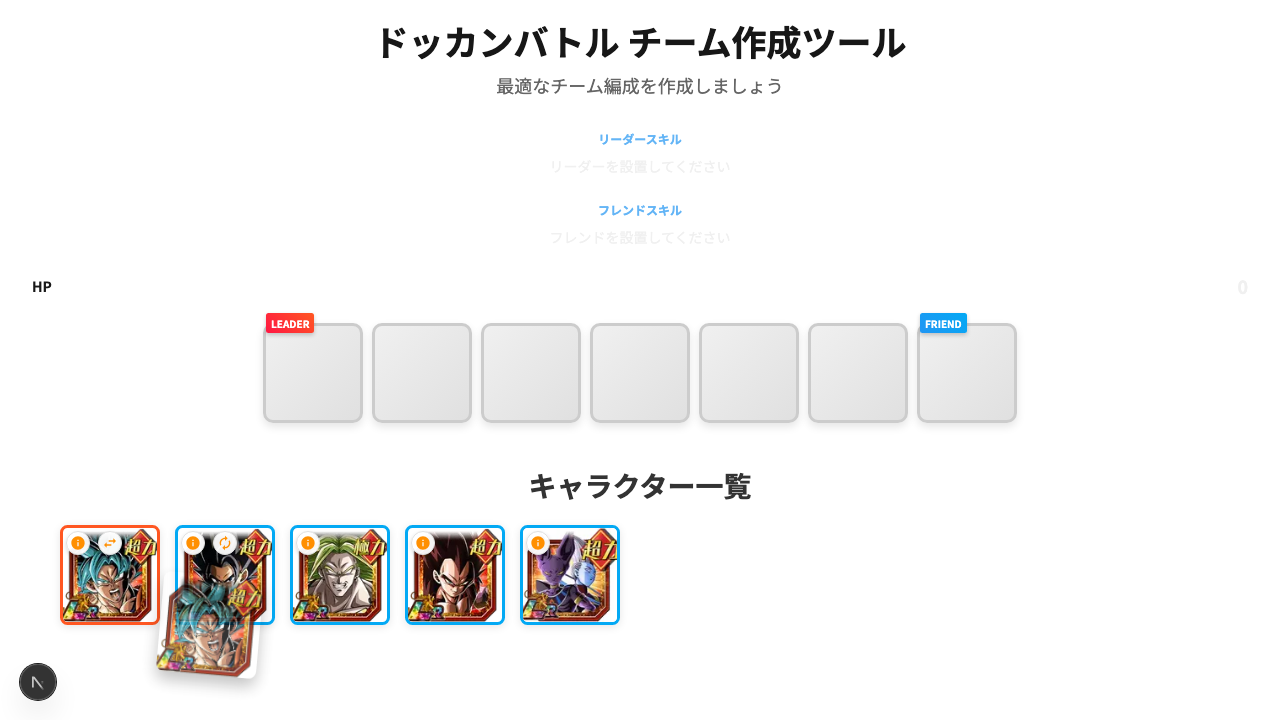 ドッカンバトル チーム作成ツール
最適なチーム編成を作成しましょう
リーダースキル
リーダーを設置してください
フレンドスキル
フレンドを設置してください
HP
0
LEADER
FRIEND
キャラクター一覧
超力
超力
極力
超力
超力
超力